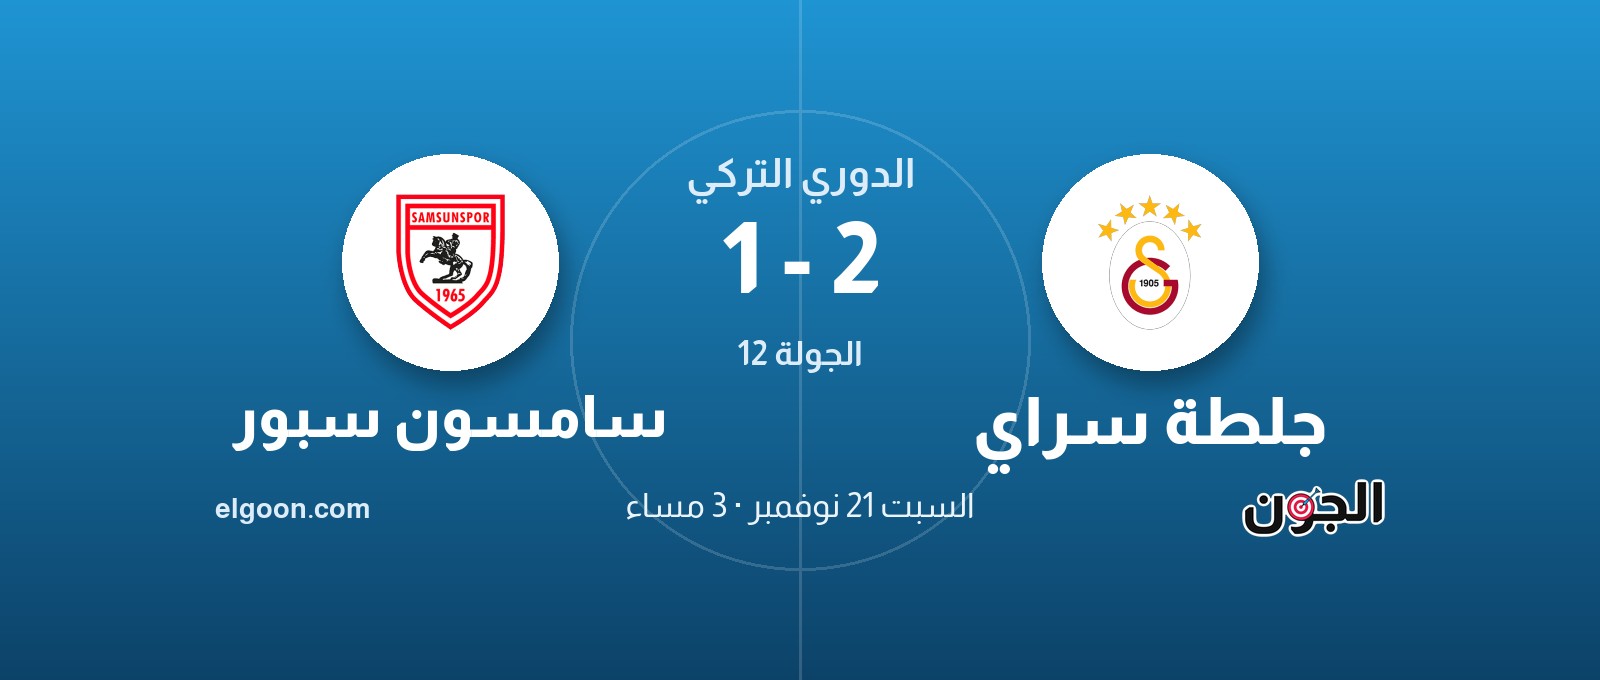 الدوري التركي
2 - 1
الجولة 12
1905
SAMSUNSPOR
1965
جلطة سراي
سامسون سبور
السبت 21 نوفمبر · 3 مساء
الجون
elgoon.com